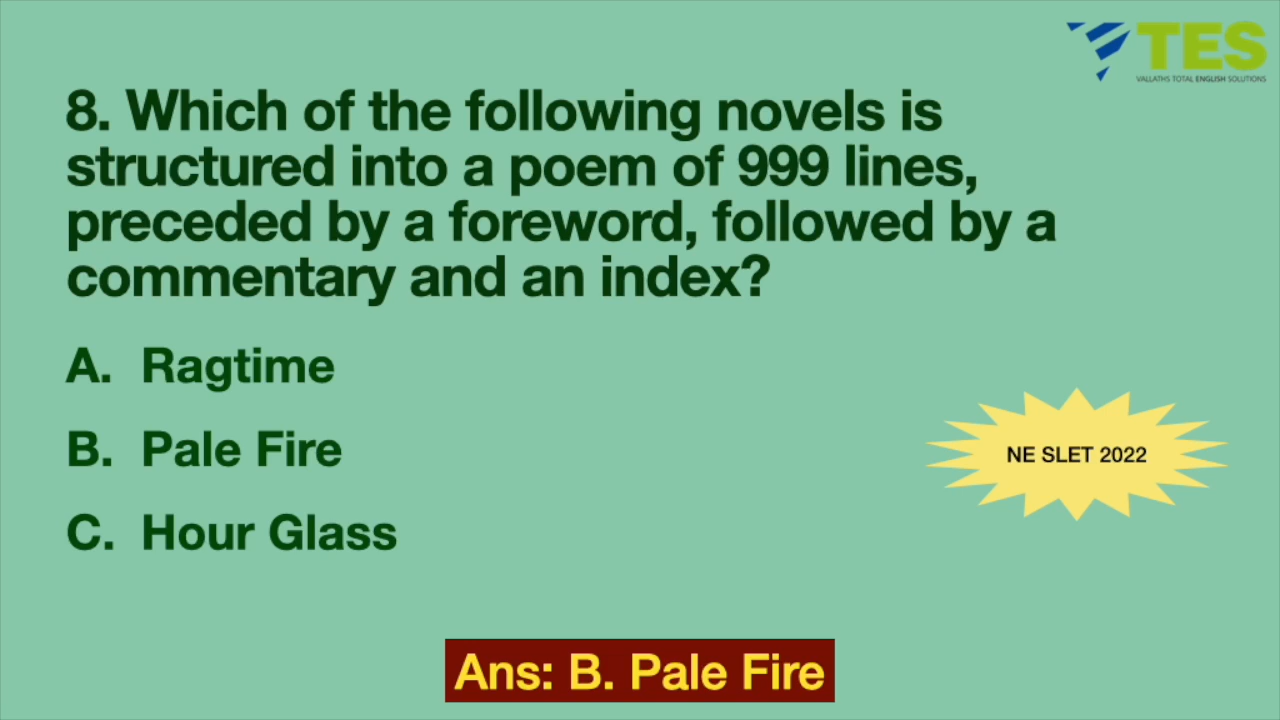 TES
VALLATHS TOTAL ENGLISH SOLUTIONS
8. Which of the following novels is
structured into a poem of 999 lines,
preceded by a foreword, followed by a
commentary and an index?
A. Ragtime
B. Pale Fire
C. Hour Glass
NE SLET 2022
Ans: B. Pale Fire